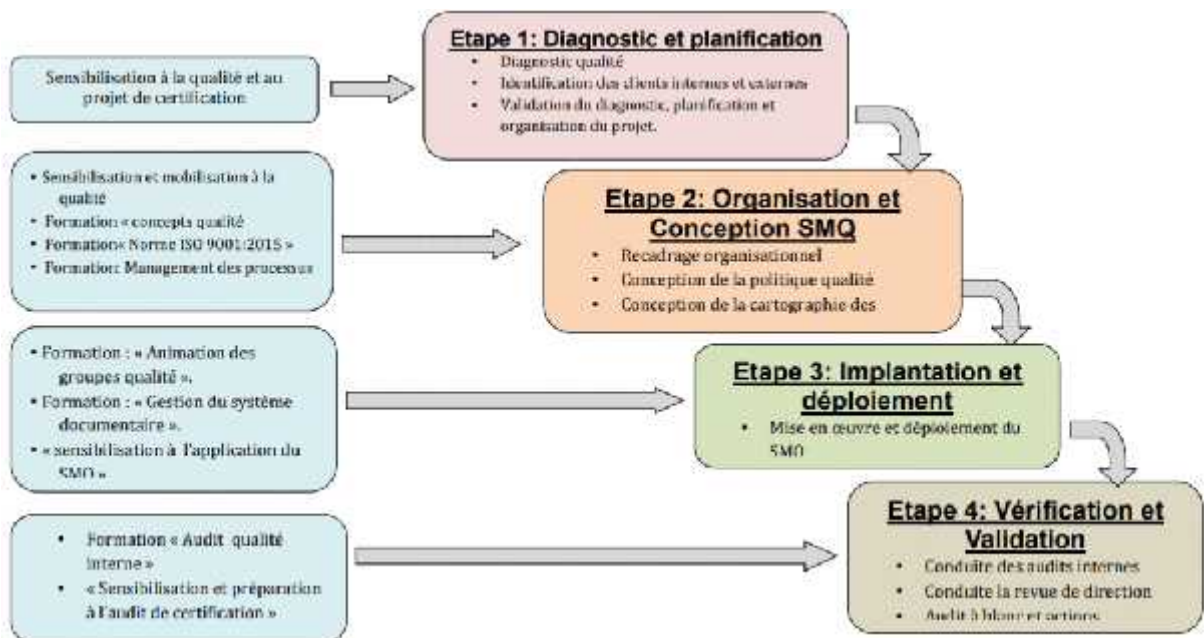 Sensibilisation à la qualité et au
projet de certification
Etape 1: Diagnostic et planification
• Diagnostic qualité
• Identification des clients internes et externes
• Validation du diagnostic, planification et
organisation du projet.
• Sensibilisation et mobilisation à la
qualité
• Formation « concepts qualité
• Formation« Norme ISO 9001:2015 »
• Formation: Management des processus
Etape 2: Organisation et
Conception SMQ
• Recadrage organisationnel
• Conception de la politique qualité
• Conception de la cartographie des
• Formation : « Animation des
groupes qualité ».
• Formation : « Gestion du système
documentaire ».
• « sensibilisation à l'application du
SMQ »
Etape 3: Implantation et
déploiement
• Mise en œuvre et déploiement du
SMQ
• Formation « Audit qualité
interne »
• « Sensibilisation et préparation
à l'audit de certification »
Etape 4: Vérification et
Validation
• Conduite des audits internes
• Conduite la revue de direction
• Audit à blanc et actions